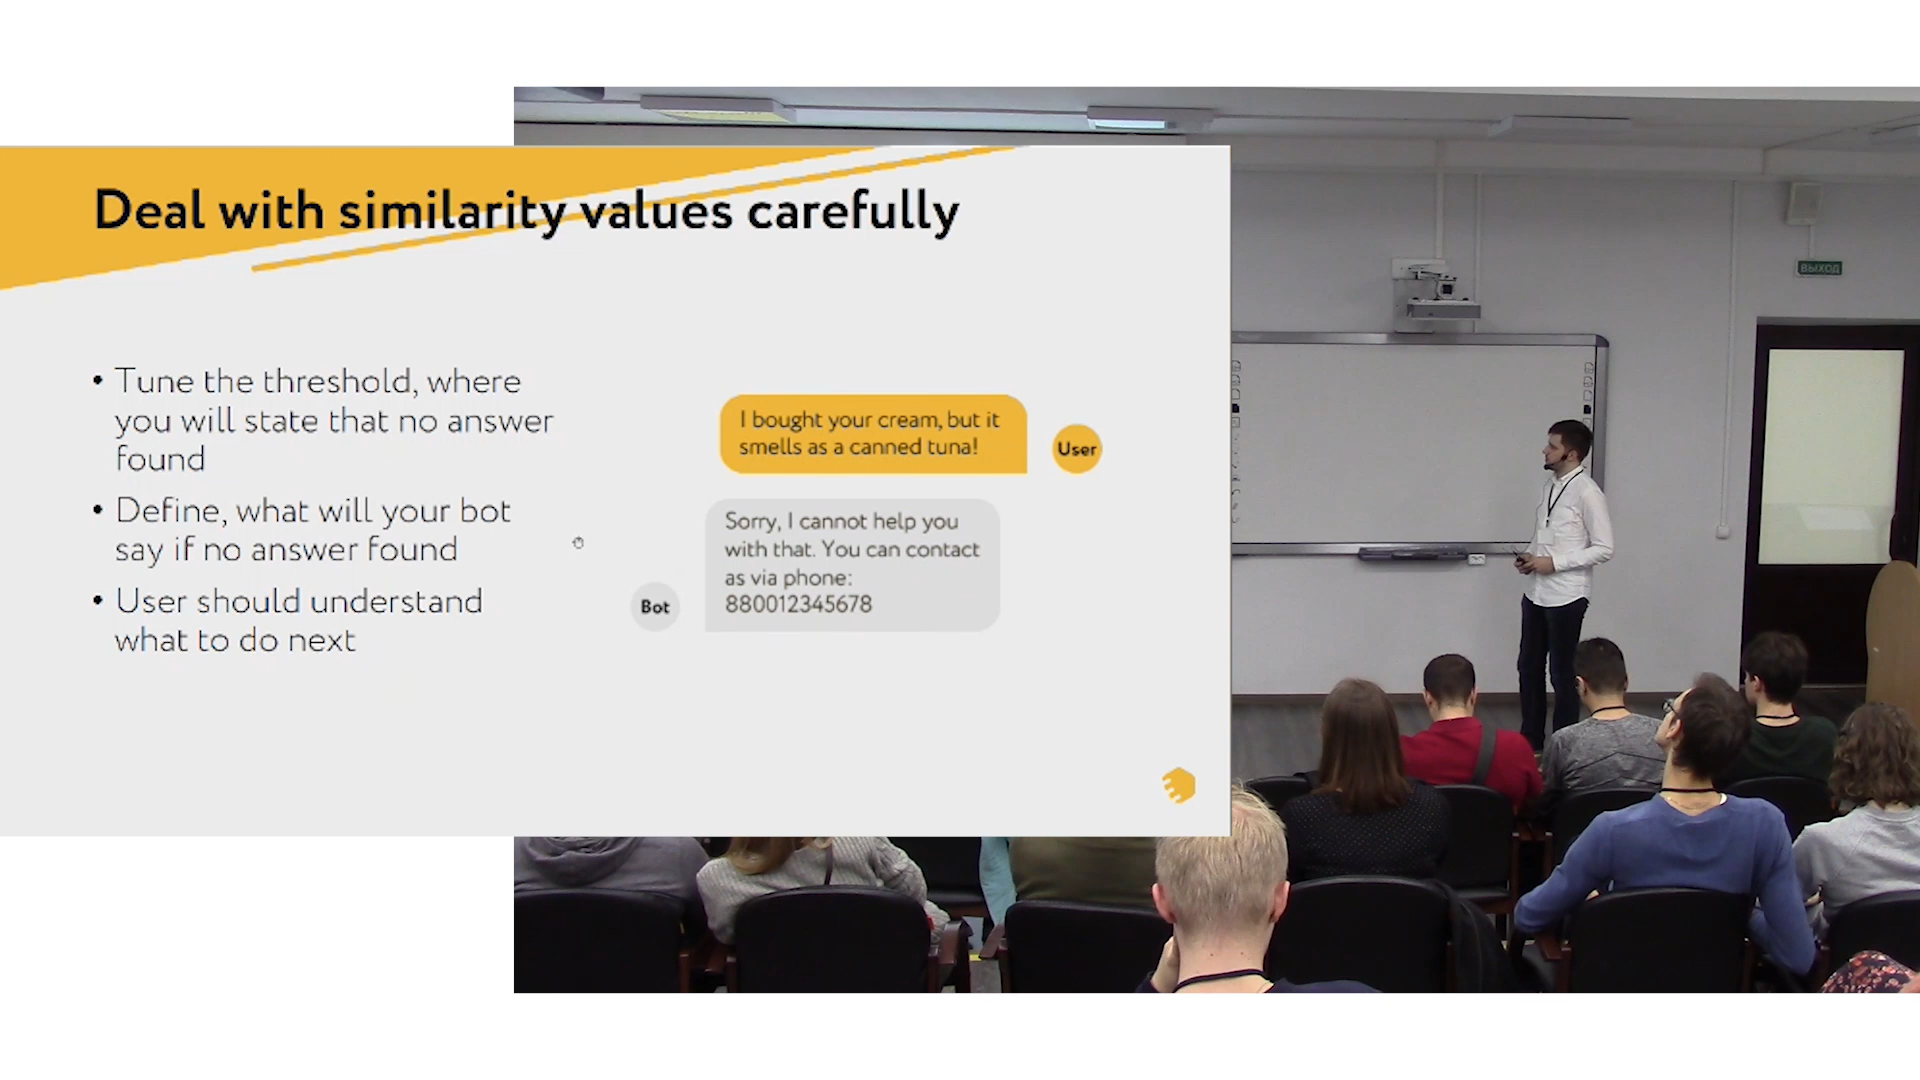 Deal with similarity values carefully
• Tune the threshold, where
you will state that no answer
found
• Define, what will your bot
say if no answer found
• User should understand
what to do next
I bought your cream, but it
smells as a canned tuna!
User
Sorry, I cannot help you
with that. You can contact
as via phone:
880012345678
Bot
ВЫХОД